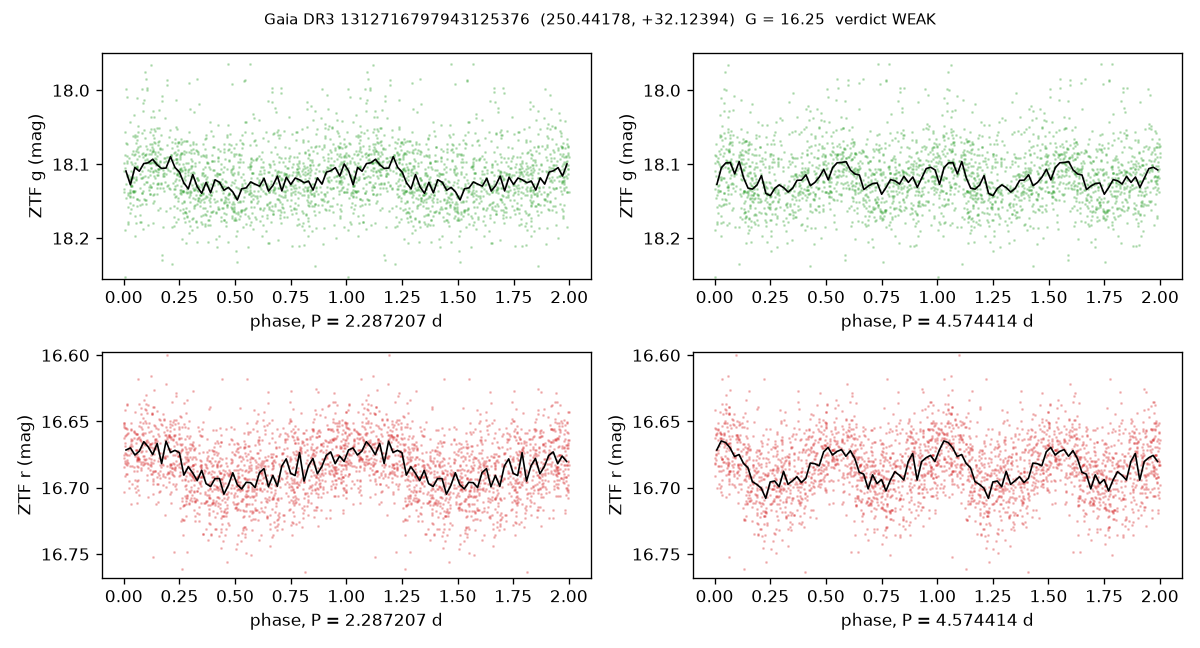 Gaia DR3 1312716797943125376 (250.44178, +32.12394) G = 16.25 verdict WEAK
ZTF g (mag)
18.0
18.1
18.2
0.00 0.25 0.50 0.75 1.00 1.25 1.50 1.75 2.00
phase, P = 2.287207 d
ZTF g (mag)
18.0
18.1
18.2
0.00 0.25 0.50 0.75 1.00 1.25 1.50 1.75 2.00
phase, P = 4.574414 d
ZTF r (mag)
16.60
16.65
16.70
16.75
0.00 0.25 0.50 0.75 1.00 1.25 1.50 1.75 2.00
phase, P = 2.287207 d
ZTF r (mag)
16.60
16.65
16.70
16.75
0.00 0.25 0.50 0.75 1.00 1.25 1.50 1.75 2.00
phase, P = 4.574414 d